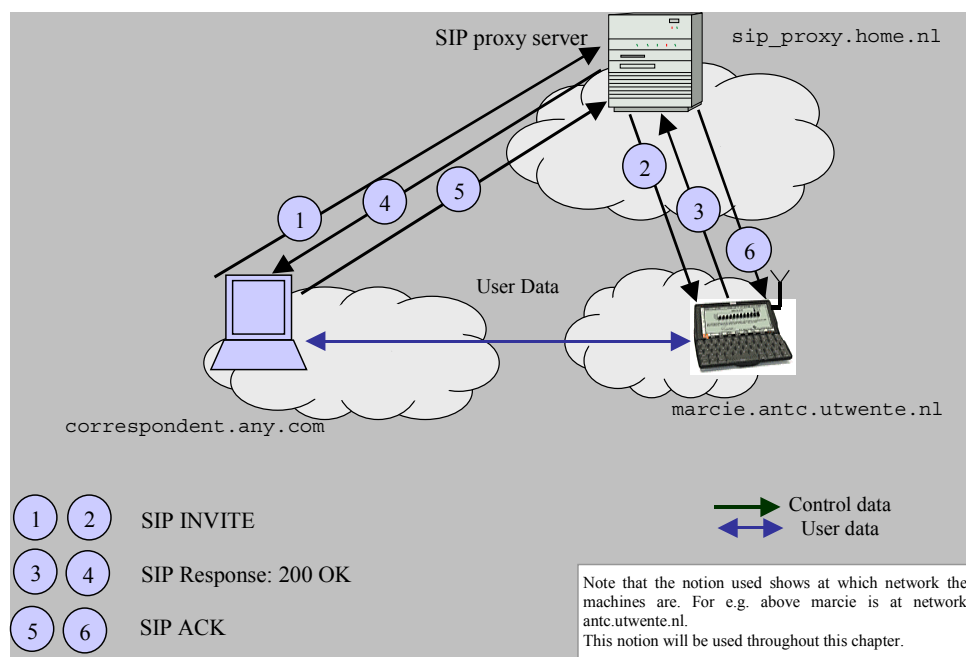 SIP proxy server
sip_proxy.home.nl
1
4
5
2
3
6
User Data
correspondent.any.com
marcie.antc.utwente.nl
1 2 SIP INVITE
3 4 SIP Response: 200 OK
5 6 SIP ACK
Control data
User data
Note that the notion used shows at which network the
machines are. For e.g. above marcie is at network
antc.utwente.nl.
This notion will be used throughout this chapter.